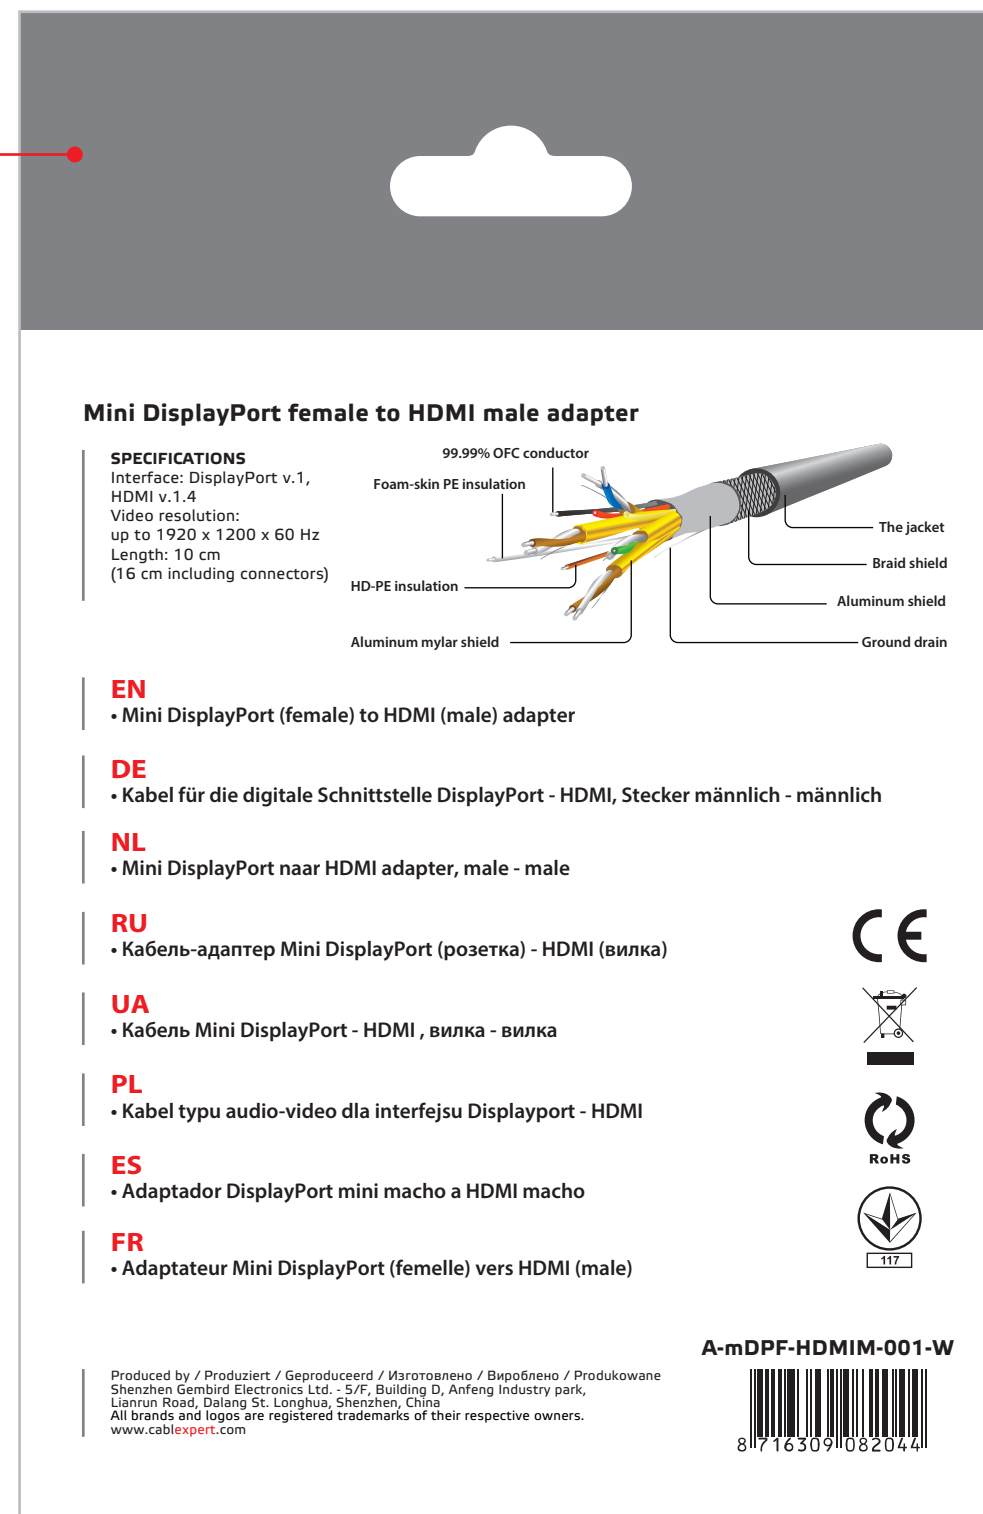 Mini DisplayPort female to HDMI male adapter
SPECIFICATIONS
Interface: DisplayPort v.1,
HDMI v.1.4
Video resolution:
up to 1920 x 1200 x 60 Hz
Length: 10 cm
(16 cm including connectors)
99.99% OFC conductor
Foam-skin PE insulation
HD-PE insulation
Aluminum mylar shield
The jacket
Braid shield
Aluminum shield
Ground drain
EN
• Mini DisplayPort (female) to HDMI (male) adapter
DE
• Kabel für die digitale Schnittstelle DisplayPort - HDMI, Stecker männlich - männlich
NL
• Mini DisplayPort naar HDMI adapter, male - male
RU
• Кабель-адаптер Mini DisplayPort (розетка) - HDMI (вилка)
UA
• Кабель Mini DisplayPort - HDMI , вилка - вилка
PL
• Kabel typu audio-video dla interfejsu Displayport - HDMI
ES
• Adaptador DisplayPort mini macho a HDMI macho
FR
• Adaptateur Mini DisplayPort (femelle) vers HDMI (male)
CE
RoHS
117
A-mDPF-HDMIM-001-W
8 716309 082044
Produced by / Produziert / Geproduceerd / Изготовлено / Вироблено / Produkowane
Shenzhen Gembird Electronics Ltd. - 5/F, Building D, Anfeng Industry park,
Lianrun Road, Dalang St. Longhua, Shenzhen, China
All brands and logos are registered trademarks of their respective owners.
www.cablexpert.com